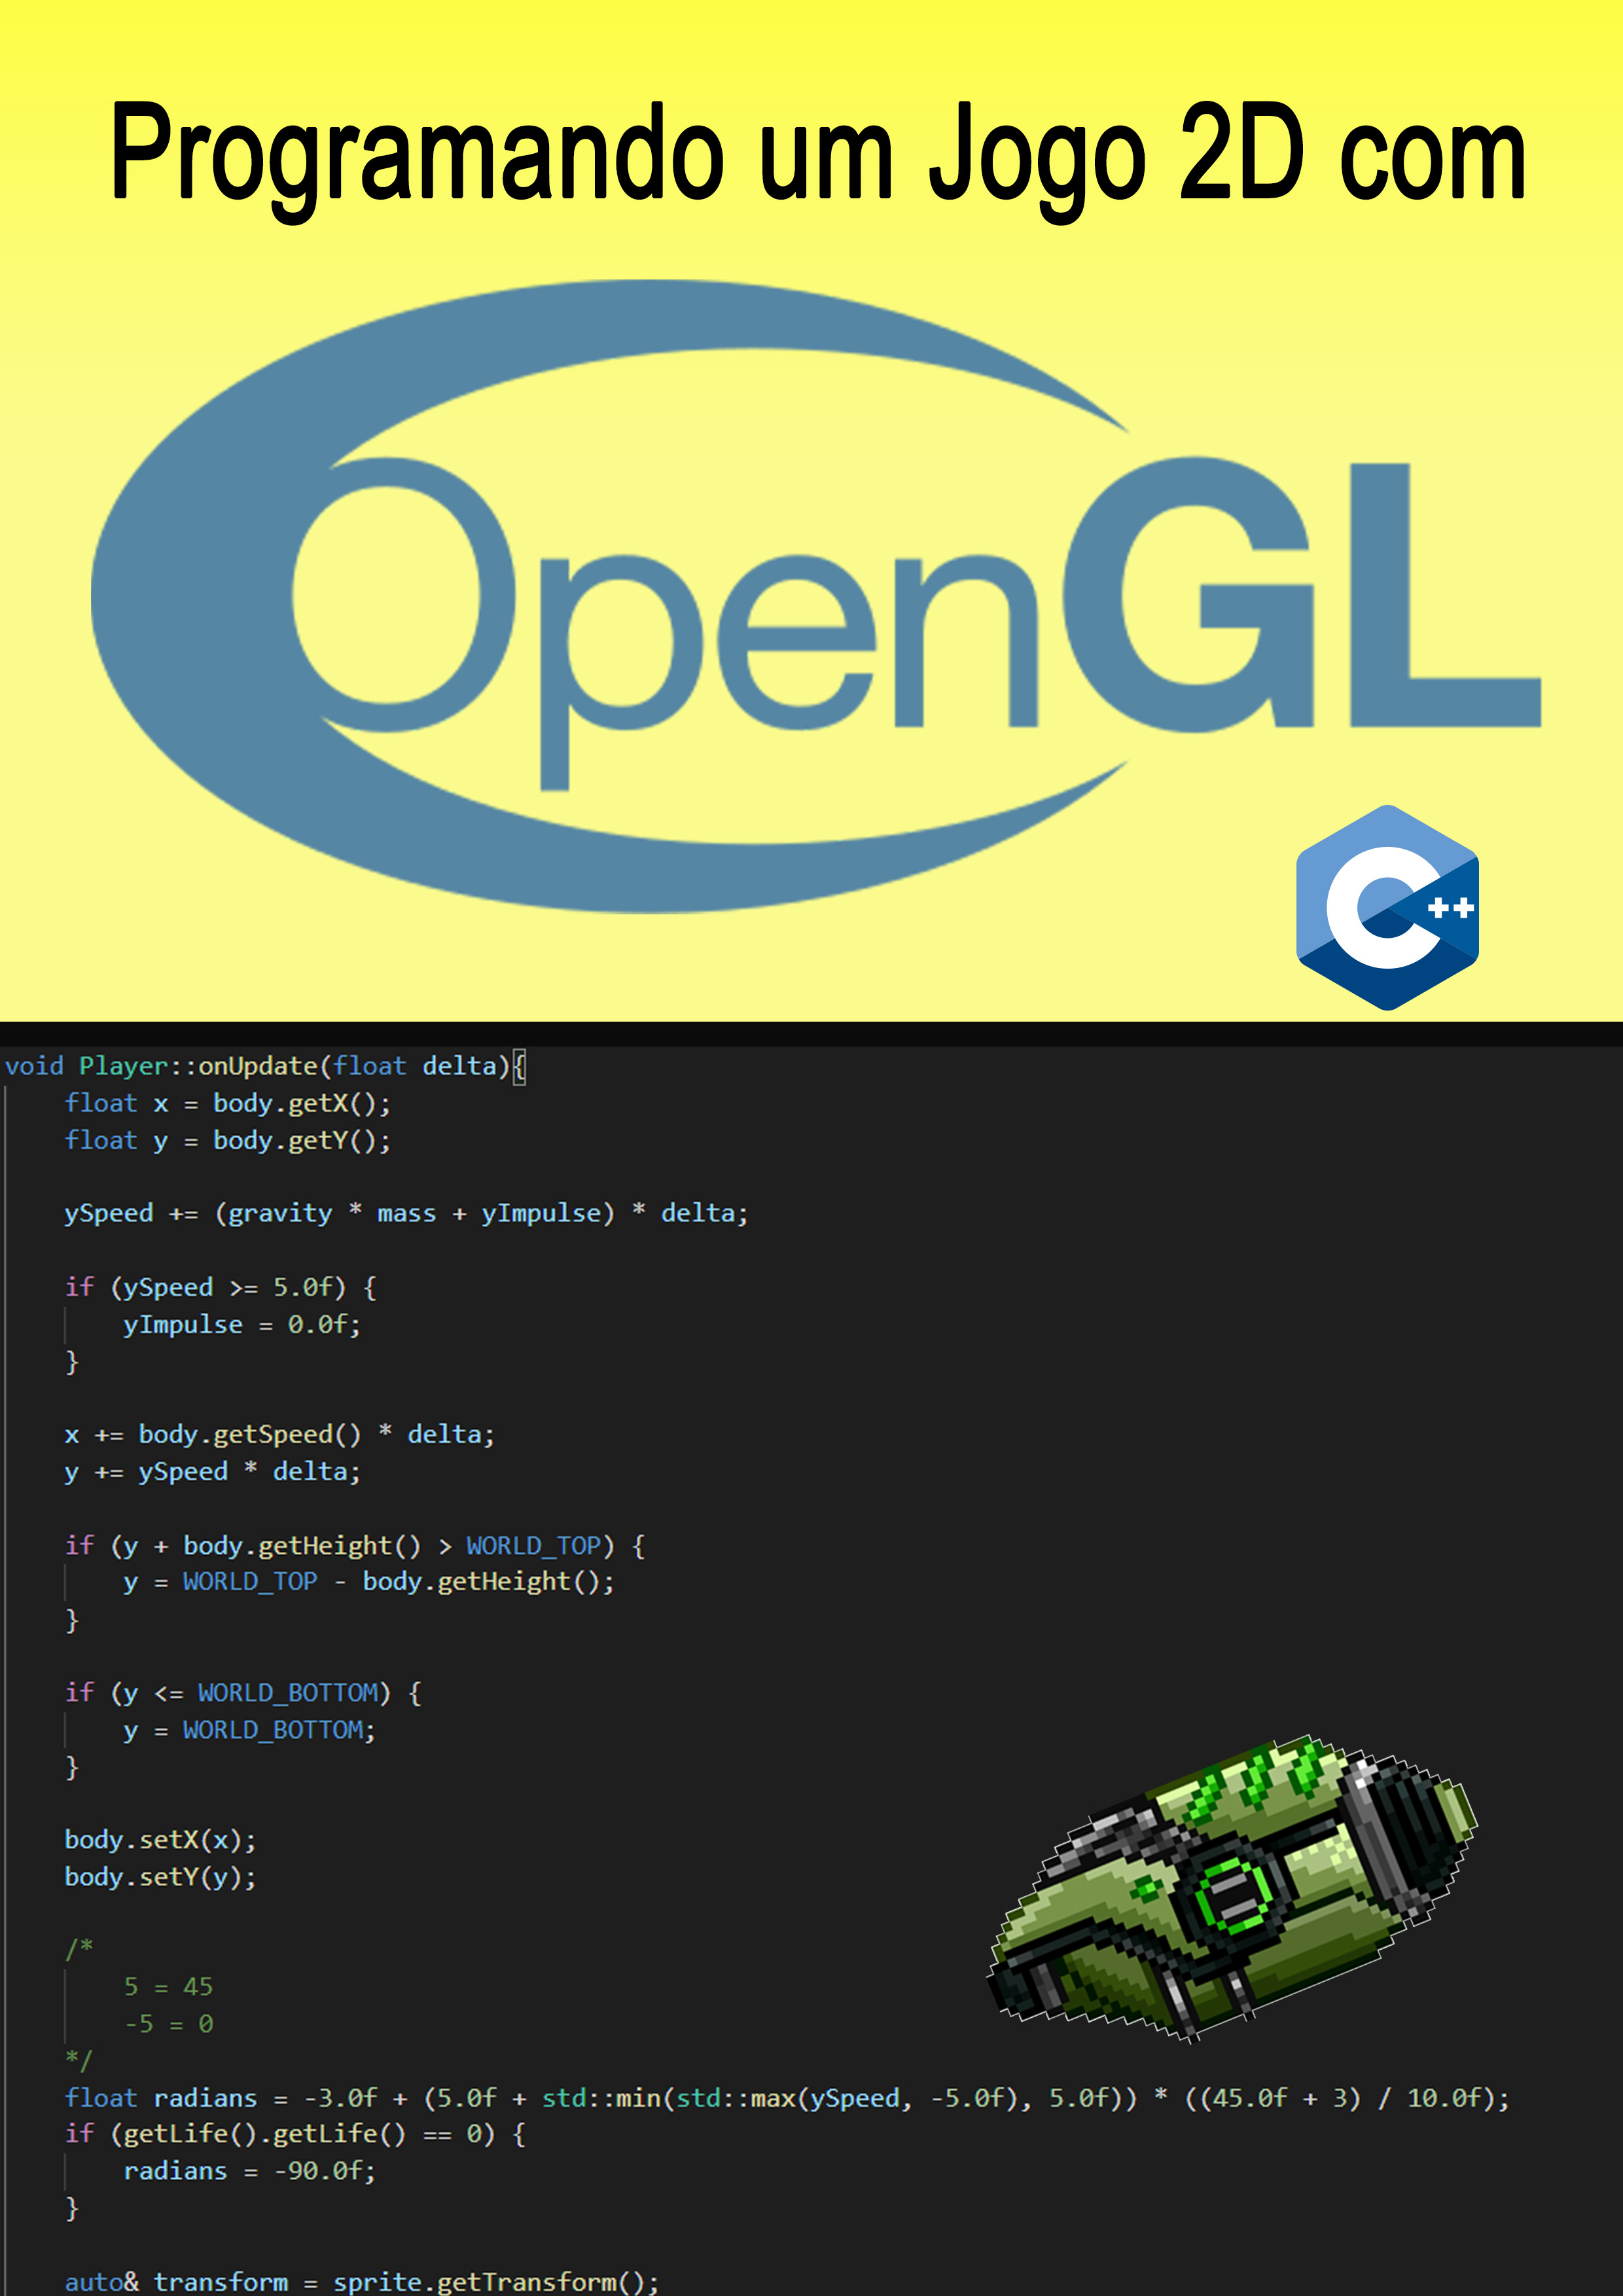 Programando um Jogo 2D com
OpenGL
C++
void Player::onUpdate(float delta){
    float x = body.getX();
    float y = body.getY();

    ySpeed += (gravity * mass + yImpulse) * delta;

    if (ySpeed >= 5.0f) {
        yImpulse = 0.0f;
    }

    x += body.getSpeed() * delta;
    y += ySpeed * delta;

    if (y + body.getHeight() > WORLD_TOP) {
        y = WORLD_TOP - body.getHeight();
    }

    if (y <= WORLD_BOTTOM) {
        y = WORLD_BOTTOM;
    }

    body.setX(x);
    body.setY(y);

    /*
        5 = 45
        -5 = 0
    */
    float radians = -3.0f + (5.0f + std::min(std::max(ySpeed, -5.0f), 5.0f)) * ((45.0f + 3) / 10.0f);
    if (getLife().getLife() == 0) {
        radians = -90.0f;
    }

    auto& transform = sprite.getTransform();